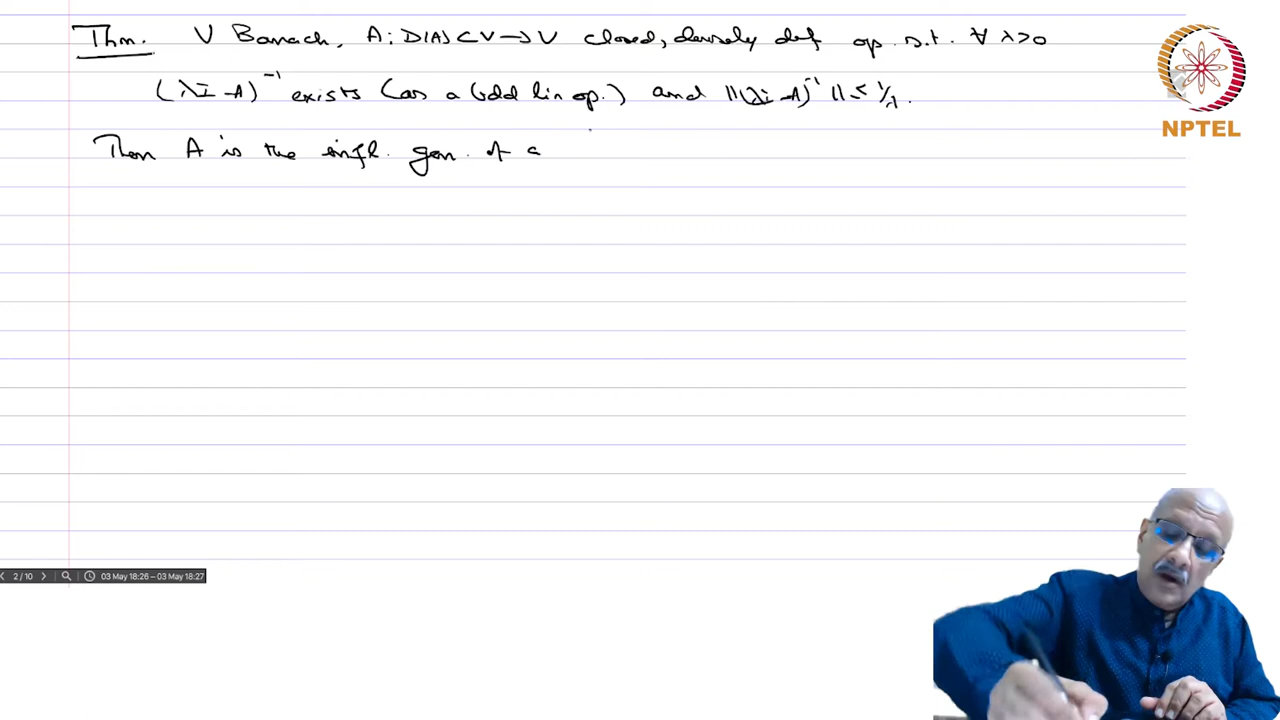 Thm. V Banach, A: D(A) ⊂ V → V closed, densely def op. s.t. ∀ λ>0
(λI-A)⁻¹ exists (as a bdd lin op.) and ||(λI-A)⁻¹|| ≤ 1/λ.
Then A is the infl. gen. of a
NPTEL
2 / 10 03 May 18:26 – 03 May 18:27